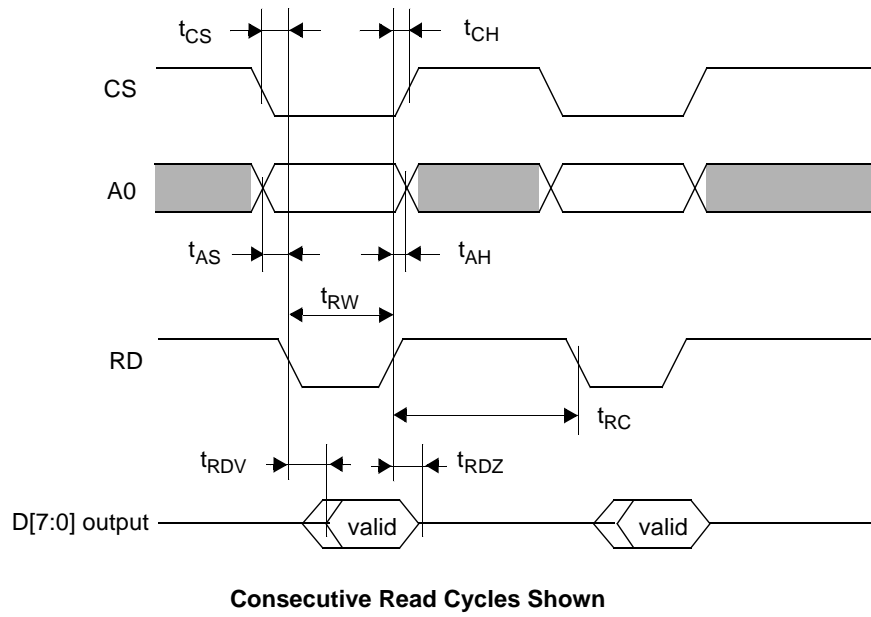 tCS
tCH
CS
A0
tAS
tAH
tRW
RD
tRC
tRDV
tRDZ
D[7:0] output
valid
valid
Consecutive Read Cycles Shown